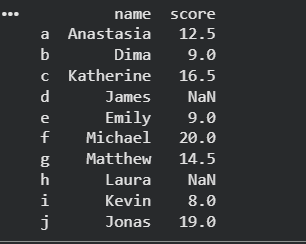 name score
a Anastasia 12.5
b Dima 9.0
c Katherine 16.5
d James NaN
e Emily 9.0
f Michael 20.0
g Matthew 14.5
h Laura NaN
i Kevin 8.0
j Jonas 19.0